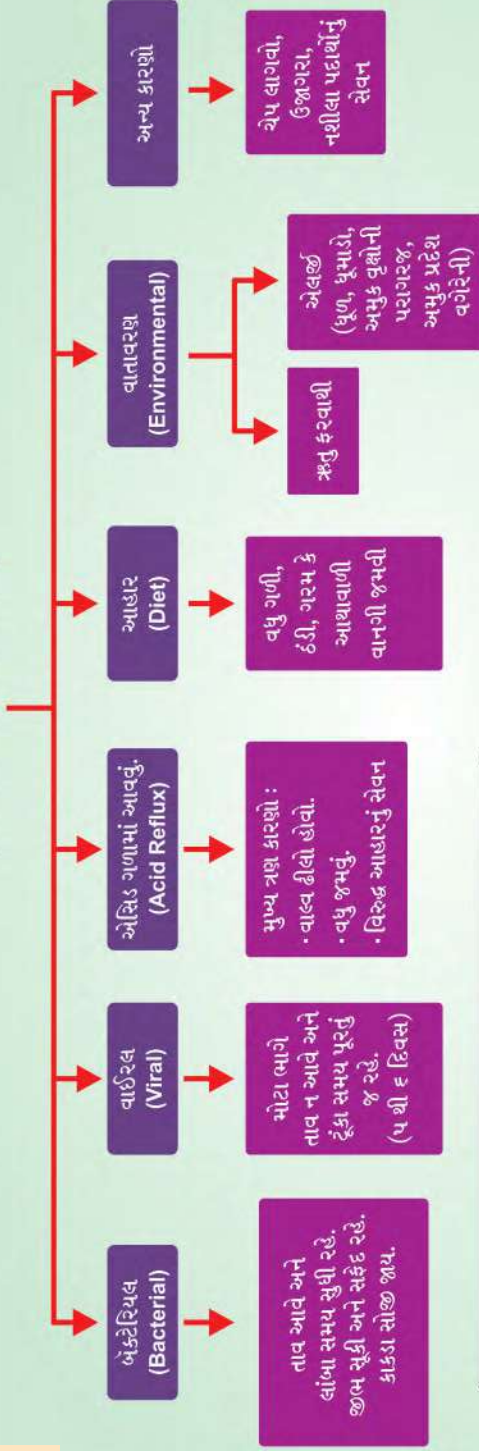 બૅક્ટેરિયલ
(Bacterial)
તાવ આવે અને
લાંબા સમય સુધી રહે.
જીભ સૂકી અને સફેદ રહે.
કાકડા સોજી જાય.
વાઈરલ
(Viral)
મોટા ભાગે
તાવ ન આવે અને
ટૂંકા સમય પૂરતું
જ રહે.
(૫ થી ૬ દિવસ)
એસિડ ગળામાં આવવું.
(Acid Reflux)
મુખ્ય ત્રણ કારણો :
· વાલ્વ ઢીલો હોવો.
· વધુ જમવું.
· વિરુદ્ધ આહારનું સેવન
આહાર
(Diet)
વધુ ગળી,
ઠંડી, ગરમ કે
આથાવાળી
વાનગી જમવી
વાતાવરણ
(Environmental)
ઋતુ ફરવાથી
એલર્જી
(ધૂળ, ધૂમાડો,
અમુક વૃક્ષોની
પરાગરજ,
અમુક પ્રદેશ
વગેરેની)
અન્ય કારણો
ચેપ લાગવો,
ઉજાગરા,
નશીલા પદાર્થોનું
સેવન